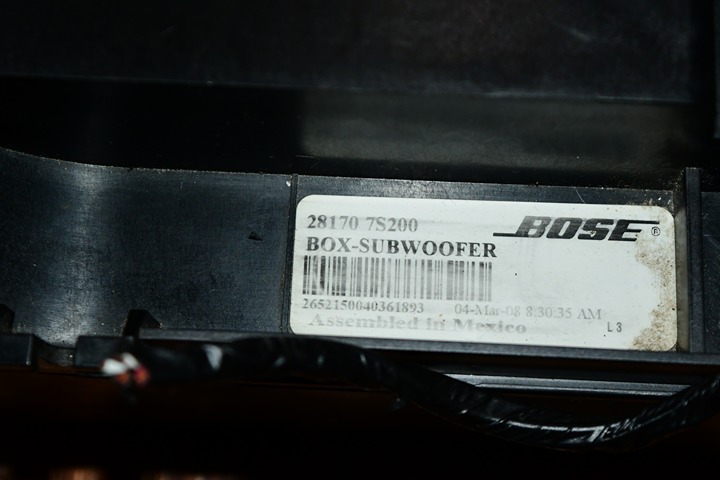 28170 7S200
BOSE®
BOX-SUBWOOFER
2652150040361893 04-Mar-08 8:30:35 AM
Assembled in Mexico
L3